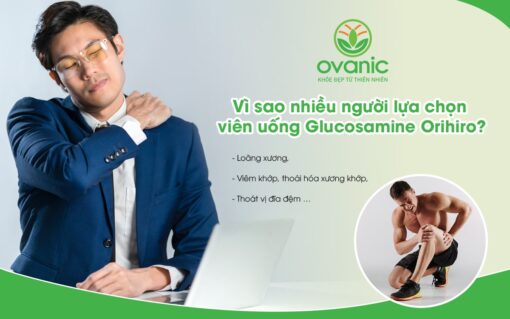 ovanic
KHỎE ĐẸP TỪ THIÊN NHIÊN
Vì sao nhiều người lựa chọn
viên uống Glucosamine Orihiro?
- Loãng xương,
- Viêm khớp, thoái hóa xương khớp,
- Thoát vị đĩa đệm ...